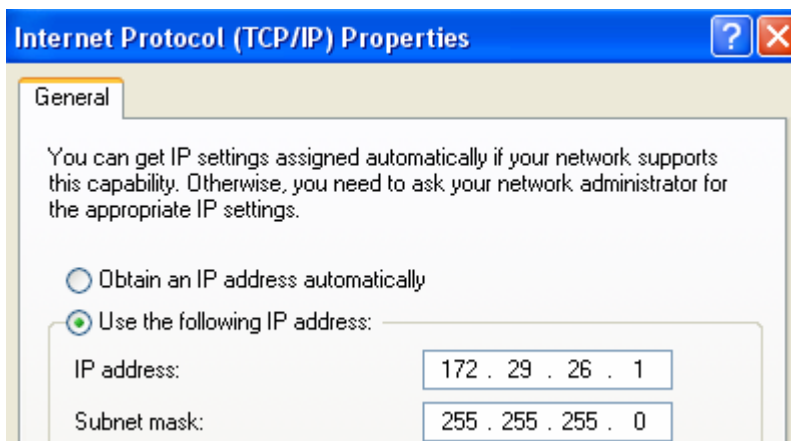 Internet Protocol (TCP/IP) Properties
General
You can get IP settings assigned automatically if your network supports
this capability. Otherwise, you need to ask your network administrator for
the appropriate IP settings.
Obtain an IP address automatically
Use the following IP address:
IP address: 172 . 29 . 26 . 1
Subnet mask: 255 . 255 . 255 . 0